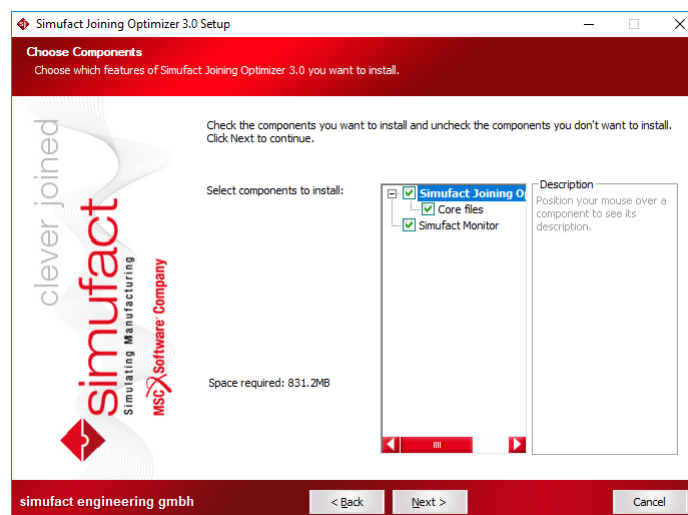 Simufact Joining Optimizer 3.0 Setup
Choose Components
Choose which features of Simufact Joining Optimizer 3.0 you want to install.
Check the components you want to install and uncheck the components you don't want to install.
Click Next to continue.
Select components to install:
Simufact Joining O
Core files
Simufact Monitor
Description
Position your mouse over a
component to see its
description.
Space required: 831.2MB
clever joined
simufact
Simulating Manufacturing
MSC Software Company
simufact engineering gmbh
< Back
Next >
Cancel